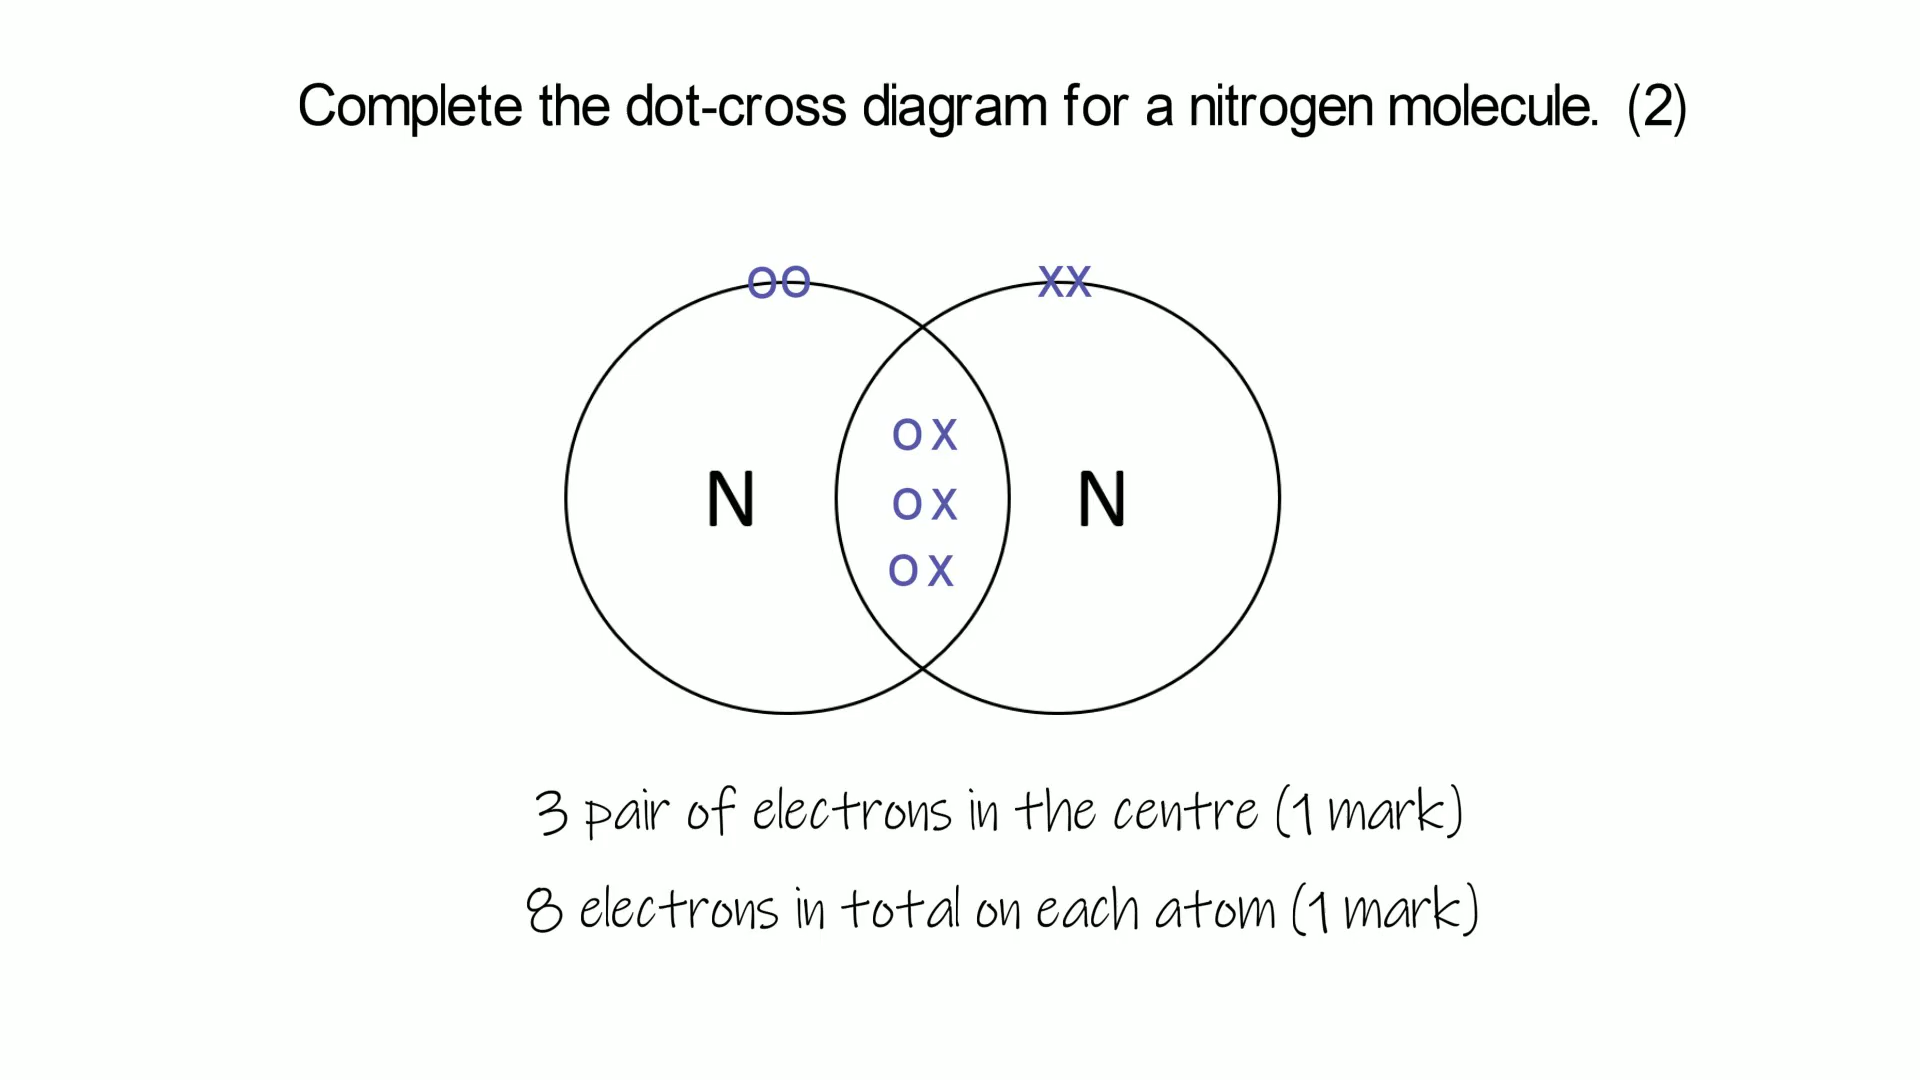 Complete the dot-cross diagram for a nitrogen molecule. (2)
oo xx
ox
N ox N
ox
3 pair of electrons in the centre (1 mark)
8 electrons in total on each atom (1 mark)